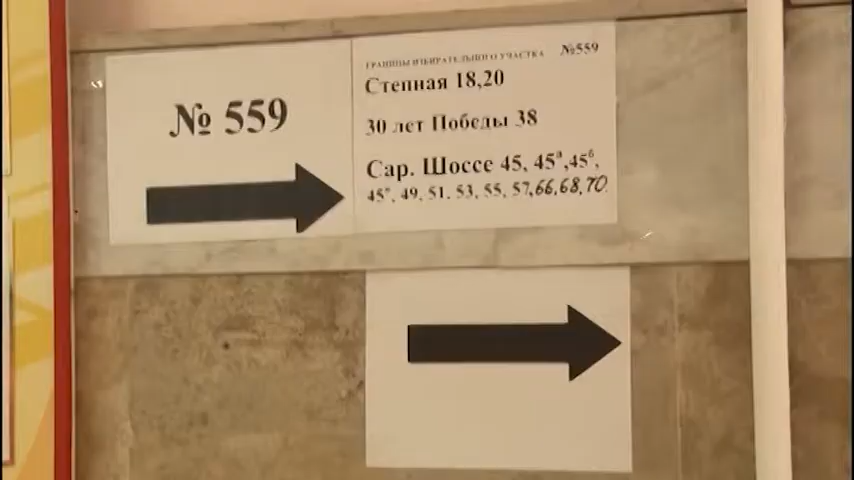 № 559
ГРАНИЦЫ ИЗБИРАТЕЛЬНОГО УЧАСТКА №559
Степная 18,20
30 лет Победы 38
Сар. Шоссе 45, 45ᵃ,45ᵇ,
45ᵉ, 49, 51, 53, 55, 57,66,68,70